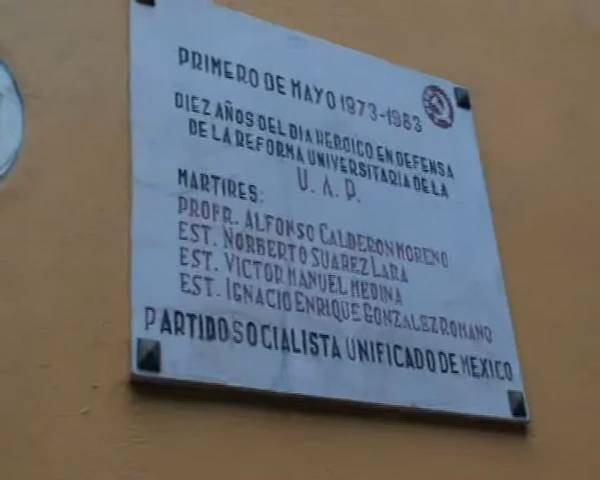 PRIMERO DE MAYO 1973-1983
DIEZ AÑOS DEL DIA HEROICO EN DEFENSA
DE LA REFORMA UNIVERSITARIA DE LA
U. A. P.
MARTIRES:
PROFR. ALFONSO CALDERON MORENO
EST. NORBERTO SUAREZ LARA
EST. VICTOR MANUEL MEDINA
EST. IGNACIO ENRIQUE GONZALEZ ROMANO
PARTIDO SOCIALISTA UNIFICADO DE MEXICO